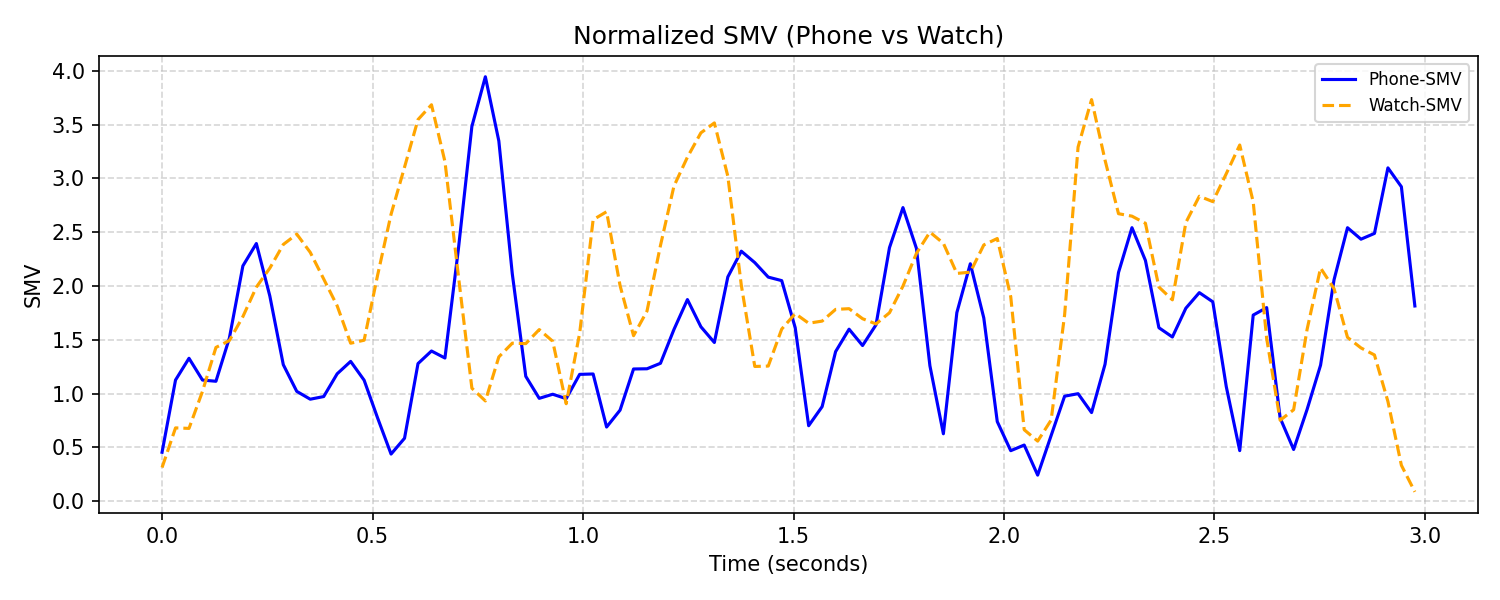 Normalized SMV (Phone vs Watch)
Phone-SMV
Watch-SMV
4.0
3.5
3.0
2.5
2.0
1.5
1.0
0.5
0.0
SMV
0.0 0.5 1.0 1.5 2.0 2.5 3.0
Time (seconds)